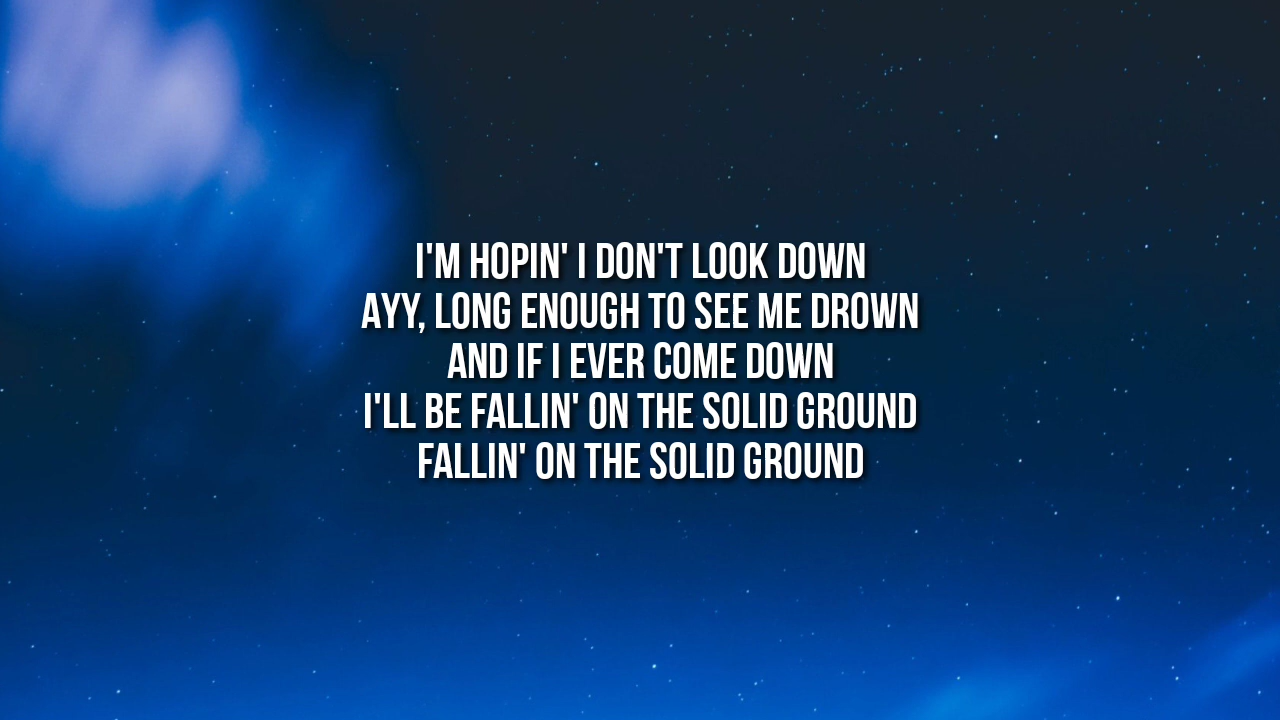 I'M HOPIN' I DON'T LOOK DOWN
AYY, LONG ENOUGH TO SEE ME DROWN
AND IF I EVER COME DOWN
I'LL BE FALLIN' ON THE SOLID GROUND
FALLIN' ON THE SOLID GROUND